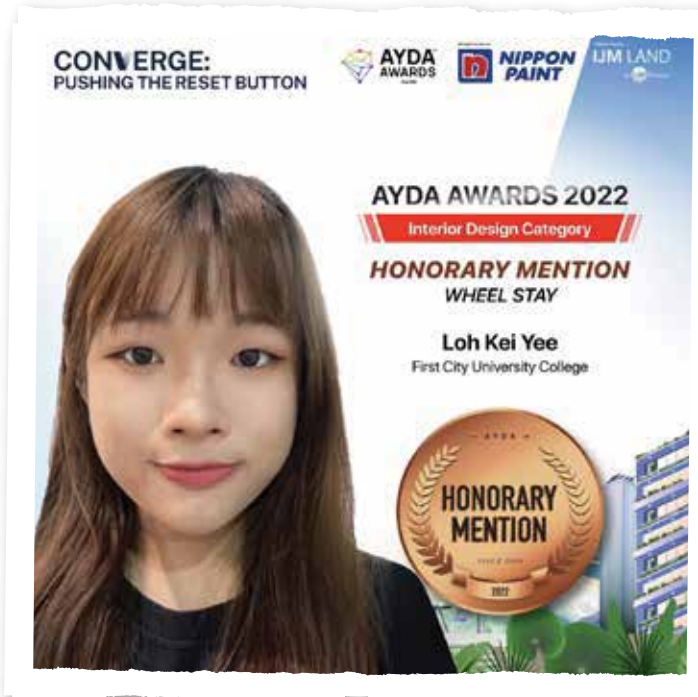 CONVERGE:
PUSHING THE RESET BUTTON
AYDA
AWARDS
NIPPON
PAINT
IJM LAND
AYDA AWARDS 2022
Interior Design Category
HONORARY MENTION
WHEEL STAY
Loh Kei Yee
First City University College
AYDA
HONORARY
MENTION
2022